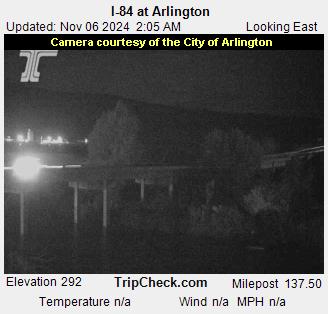 I-84 at Arlington
Updated: Nov 06 2024 2:05 AM Looking East
Camera courtesy of the City of Arlington
Elevation 292 TripCheck.com Milepost 137.50
Temperature n/a Wind n/a MPH n/a